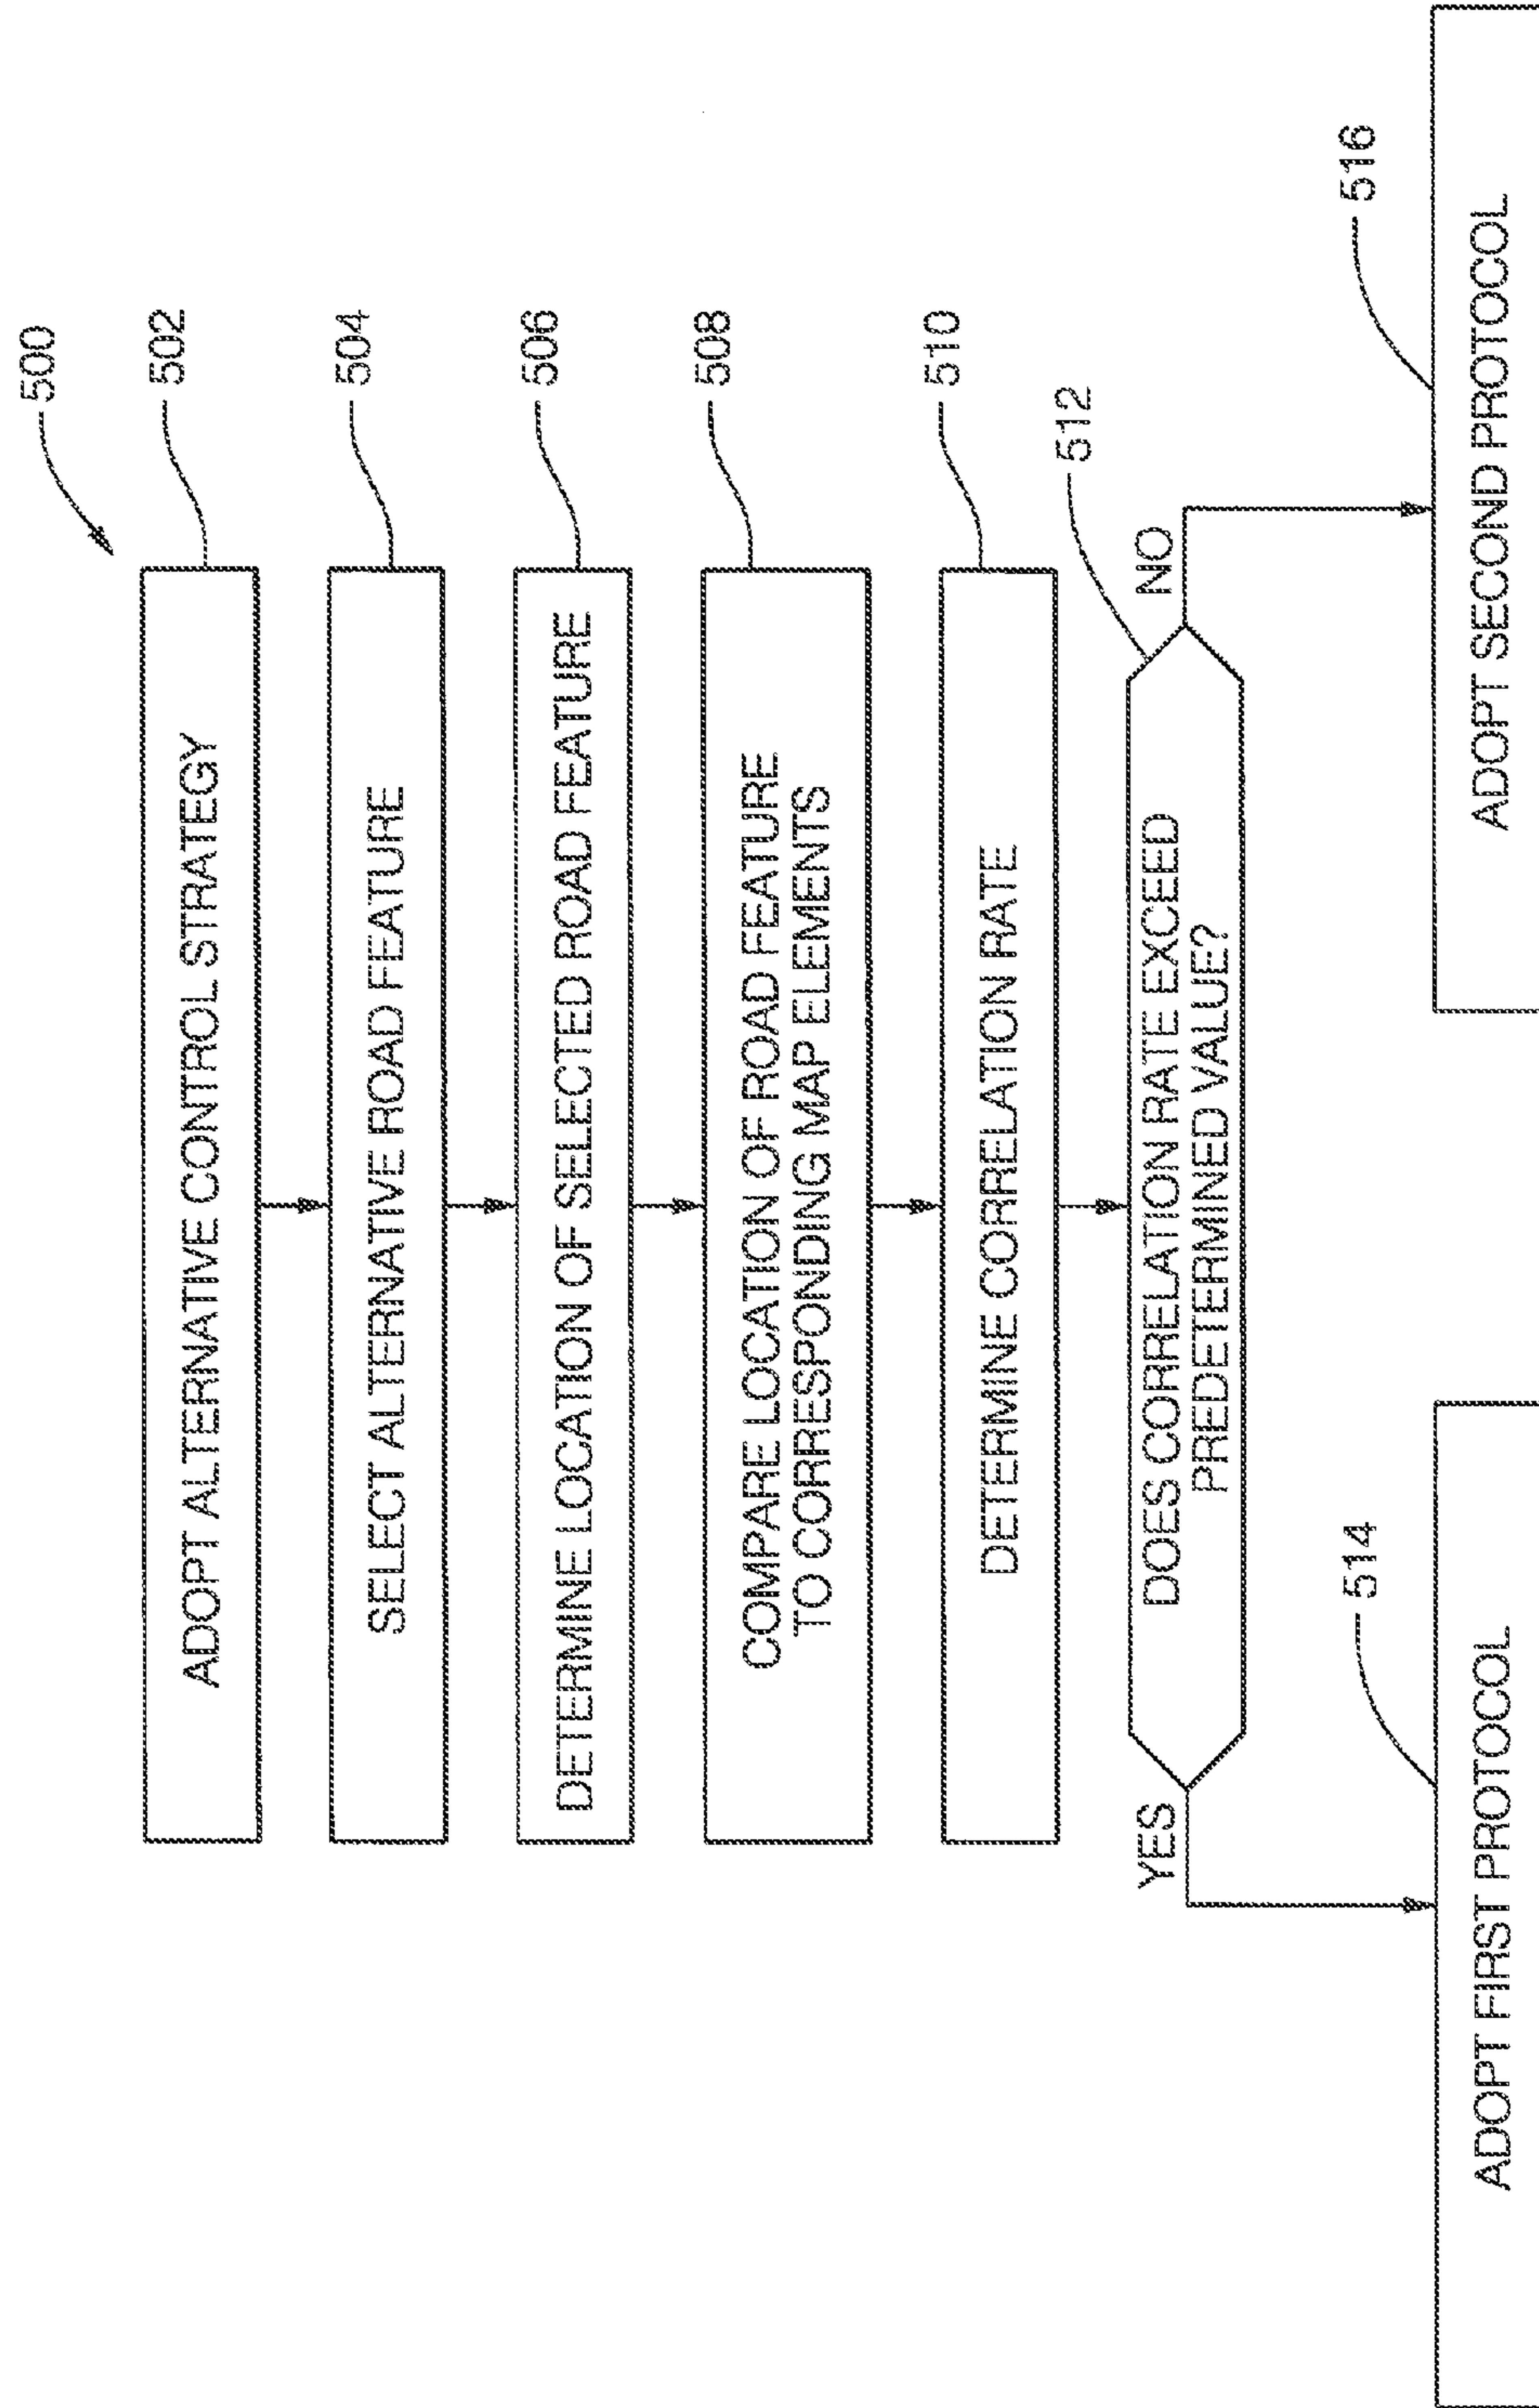 500
502
ADOPT ALTERNATIVE CONTROL STRATEGY
504
SELECT ALTERNATIVE ROAD FEATURE
506
DETERMINE LOCATION OF SELECTED ROAD FEATURE
508
COMPARE LOCATION OF ROAD FEATURE
TO CORRESPONDING MAP ELEMENTS
510
DETERMINE CORRELATION RATE
512
DOES CORRELATION RATE EXCEED
PREDETERMINED VALUE?
YES
NO
514
ADOPT FIRST PROTOCOL
516
ADOPT SECOND PROTOCOL